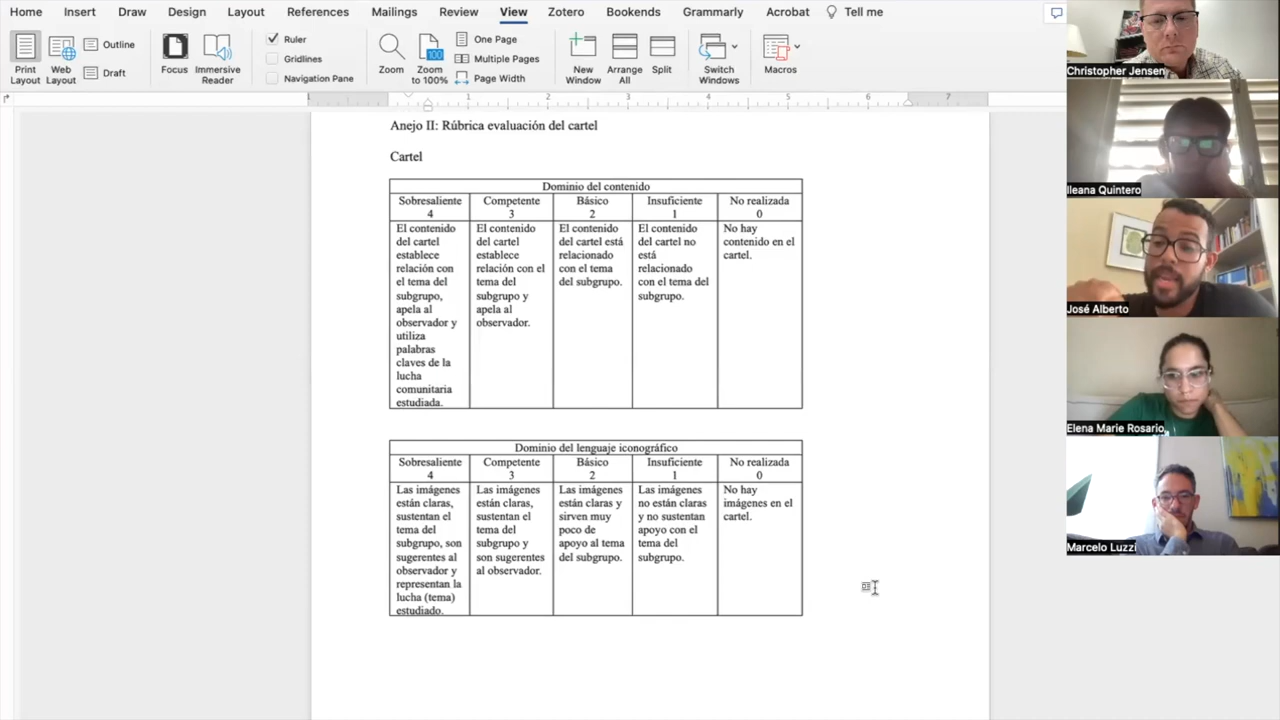 Home Insert Draw Design Layout References Mailings Review View Zotero Bookends Grammarly Acrobat Tell me
Print Layout
Web Layout
Outline
Draft
Focus
Immersive Reader
Ruler
Gridlines
Navigation Pane
Zoom
Zoom to 100%
100
One Page
Multiple Pages
Page Width
New Window
Arrange All
Split
Switch Windows
Macros
1 1 2 3 4 5 6 7
Anejo II: Rúbrica evaluación del cartel
Cartel
Dominio del contenido
Sobresaliente
4
Competente
3
Básico
2
Insuficiente
1
No realizada
0
El contenido
del cartel
establece
relación con
el tema del
subgrupo,
apela al
observador y
utiliza
palabras
claves de la
lucha
comunitaria
estudiada.
El contenido
del cartel
establece
relación con el
tema del
subgrupo y
apela al
observador.
El contenido
del cartel está
relacionado
con el tema
del subgrupo.
El contenido
del cartel no
está
relacionado
con el tema del
subgrupo.
No hay
contenido en el
cartel.
Dominio del lenguaje iconográfico
Sobresaliente
4
Competente
3
Básico
2
Insuficiente
1
No realizada
0
Las imágenes
están claras,
sustentan el
tema del
subgrupo, son
sugerentes al
observador y
representan la
lucha (tema)
estudiado.
Las imágenes
están claras,
sustentan el
tema del
subgrupo y
son sugerentes
al observador.
Las imágenes
están claras y
sirven muy
poco de
apoyo al tema
del subgrupo.
Las imágenes
no están claras
y no sustentan
apoyo con el
tema del
subgrupo.
No hay
imágenes en el
cartel.
Christopher Jensen
Ileana Quintero
José Alberto
Elena Marie Rosario
Marcelo Luzzi